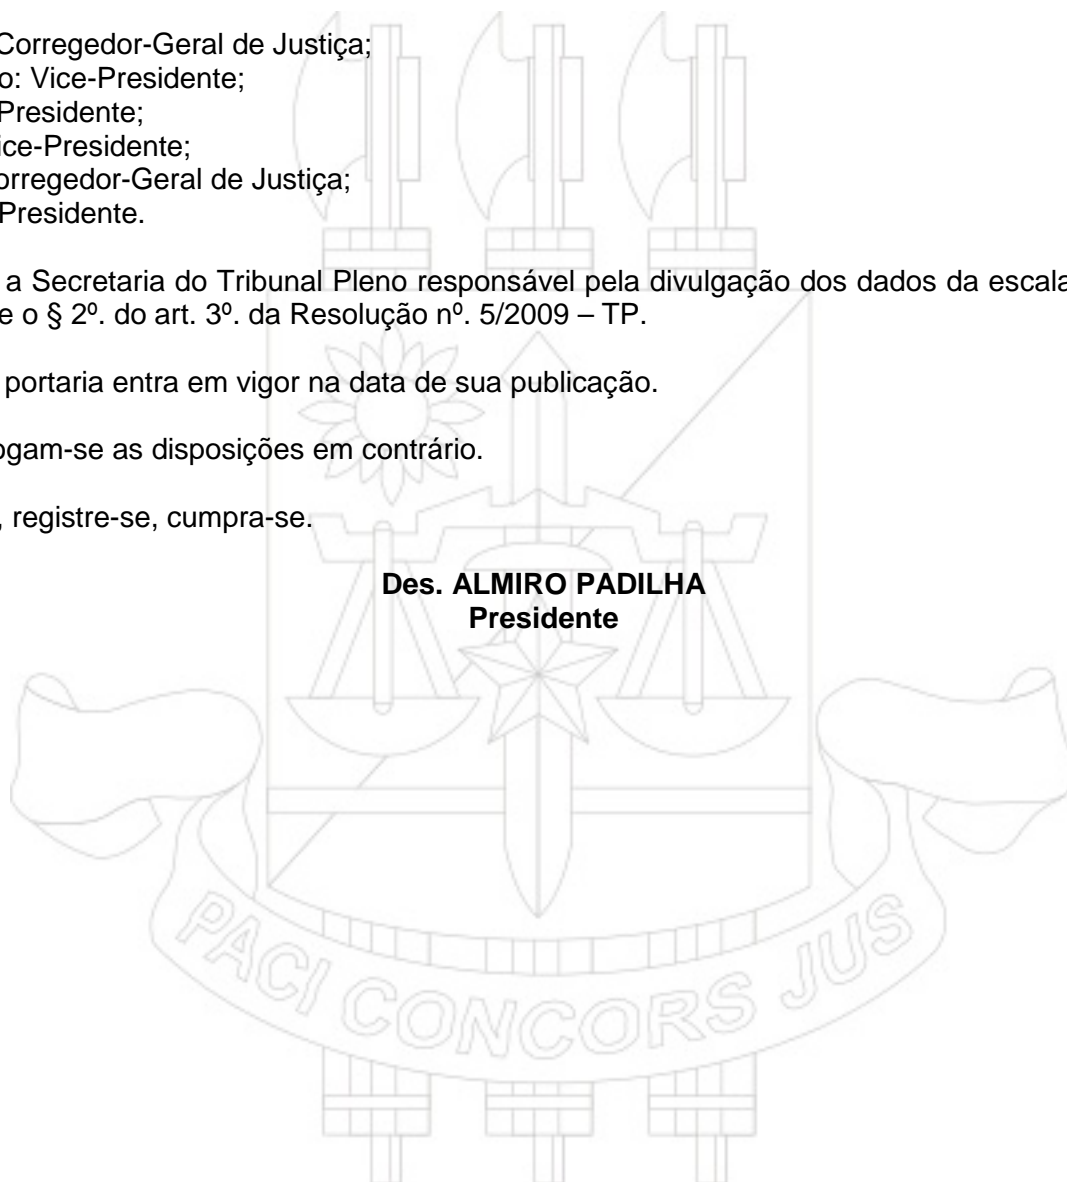 Corregedor-Geral de Justiça;
o: Vice-Presidente;
Presidente;
ice-Presidente;
orregedor-Geral de Justiça;
Presidente.
a Secretaria do Tribunal Pleno responsável pela divulgação dos dados da escala
e o § 2º. do art. 3º. da Resolução nº. 5/2009 – TP.
portaria entra em vigor na data de sua publicação.
ogam-se as disposições em contrário.
, registre-se, cumpra-se.
Des. ALMIRO PADILHA
Presidente
PACI CONCORS JUS